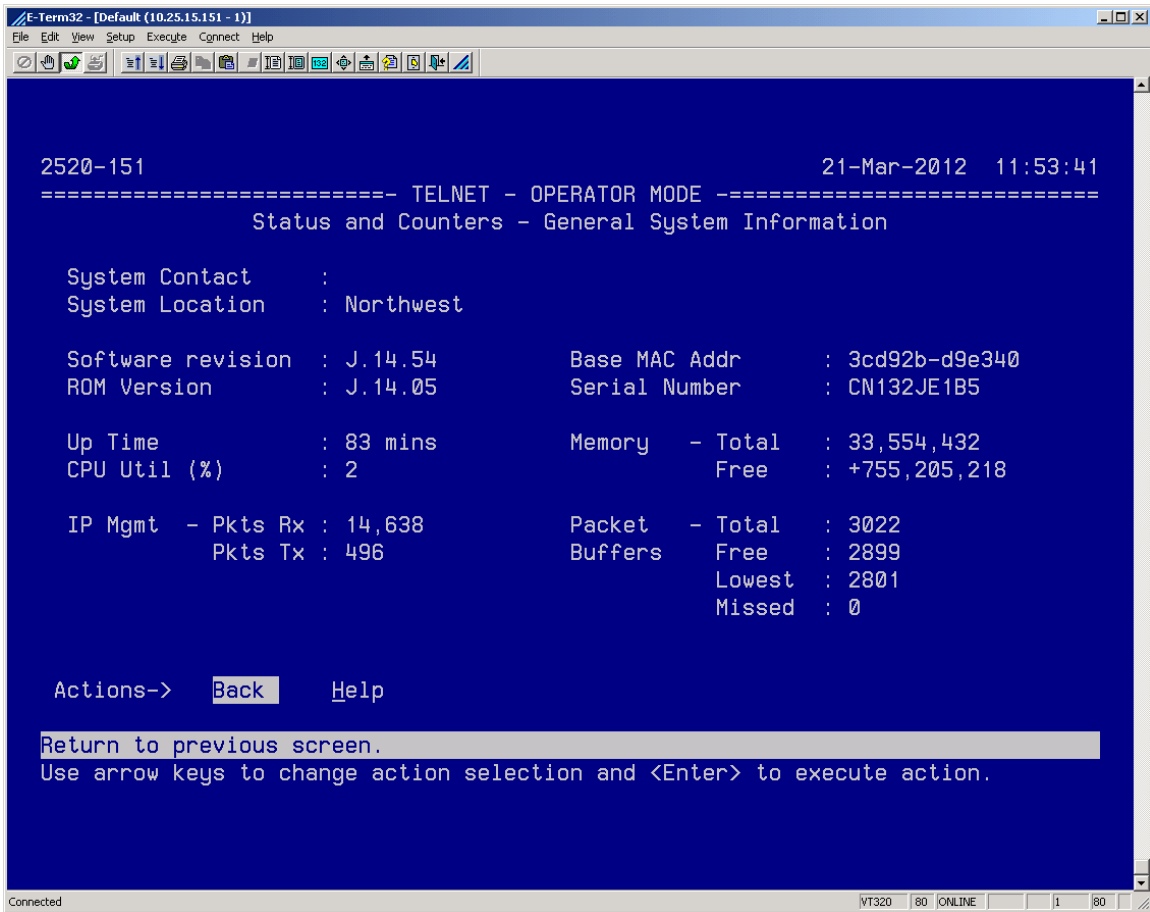 E-Term32 - [Default (10.25.15.151 - 1)]
File Edit View Setup Execute Connect Help
132
2520-151 21-Mar-2012 11:53:41
============================- TELNET - OPERATOR MODE -============================
Status and Counters - General System Information
System Contact :
System Location : Northwest
Software revision : J.14.54 Base MAC Addr : 3cd92b-d9e340
ROM Version : J.14.05 Serial Number : CN132JE1B5
Up Time : 83 mins Memory - Total : 33,554,432
CPU Util (%) : 2 Free : +755,205,218
IP Mgmt - Pkts Rx : 14,638 Packet - Total : 3022
Pkts Tx : 496 Buffers Free : 2899
Lowest : 2801
Missed : 0
Actions-> Back Help
Return to previous screen.
Use arrow keys to change action selection and <Enter> to execute action.
Connected VT320 80 ONLINE 1 80